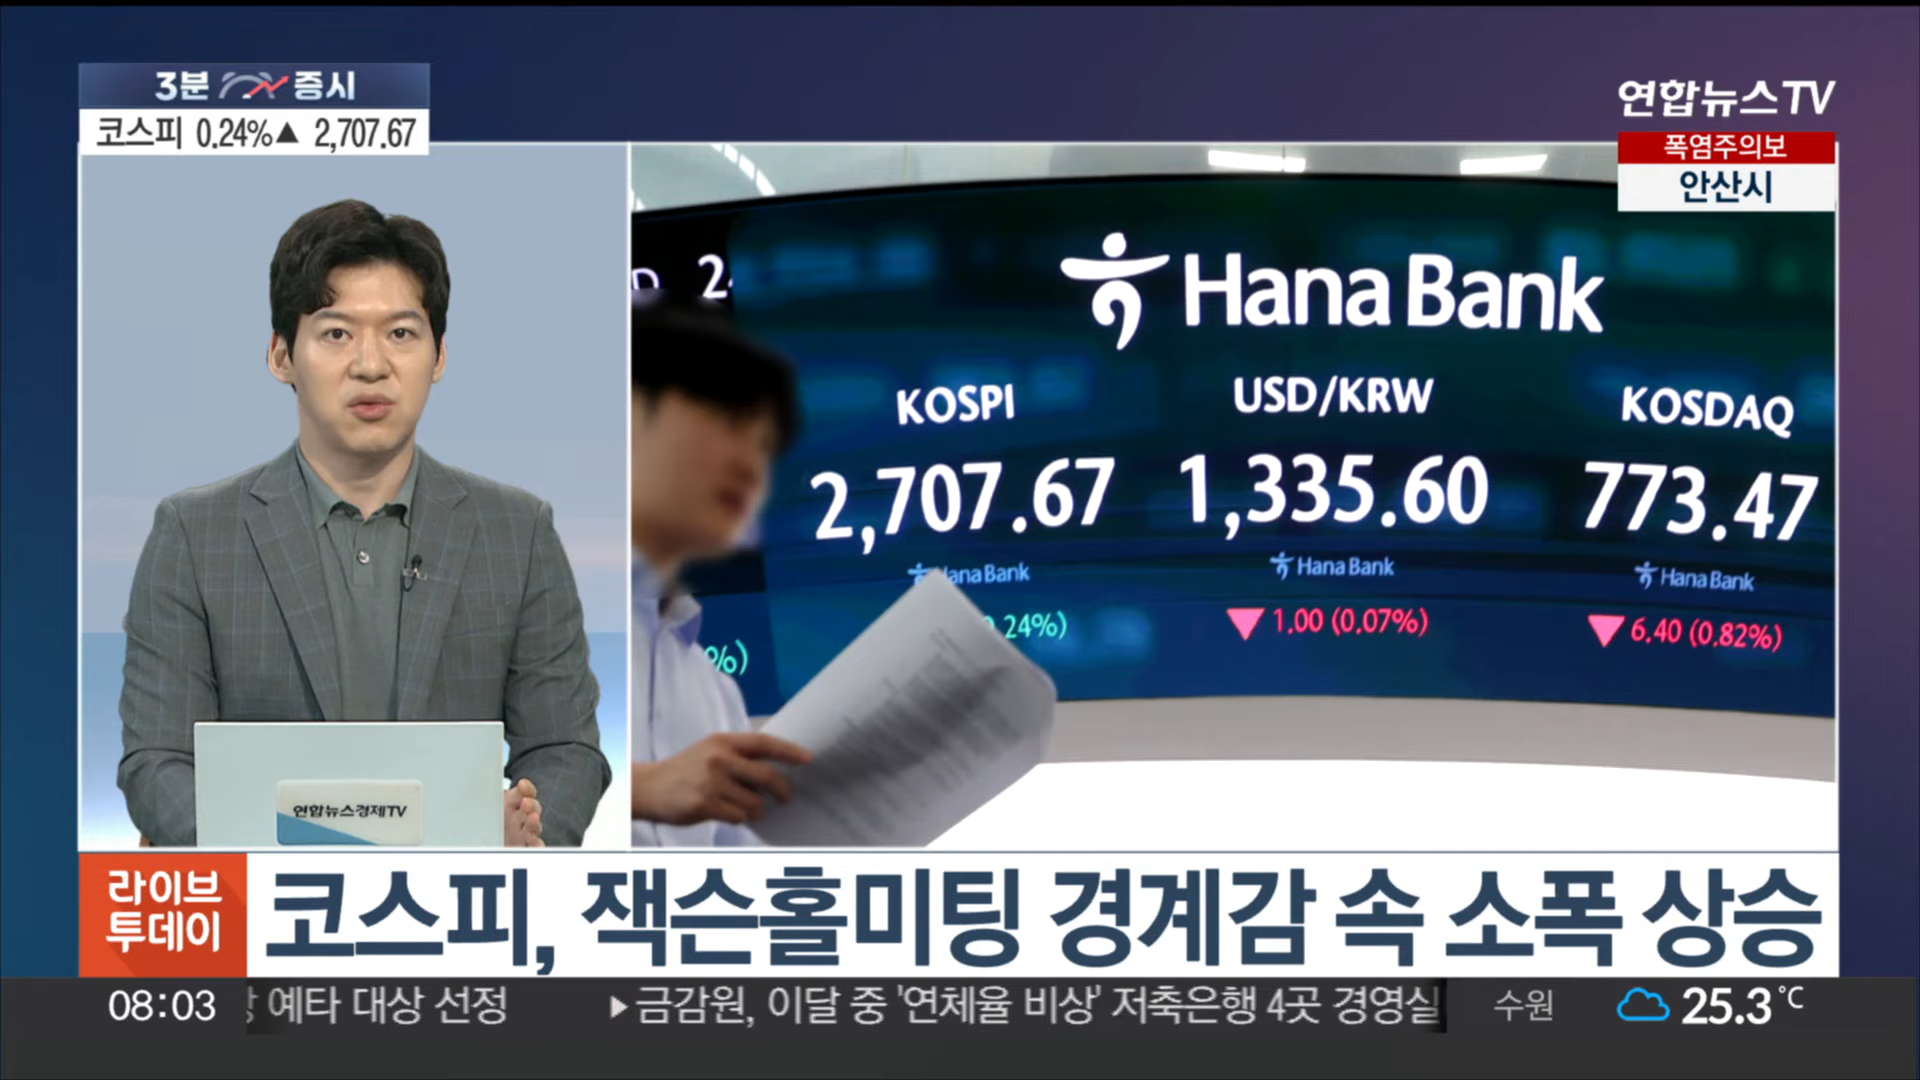 3분 증시
코스피 0.24%▲ 2,707.67
연합뉴스TV
폭염주의보
안산시
Hana Bank
KOSPI
2,707.67
Hana Bank
24%)
USD/KRW
1,335.60
Hana Bank
▼ 1.00 (0.07%)
KOSDAQ
773.47
Hana Bank
▼ 6.40 (0.82%)
%)
연합뉴스경제TV
라이브
투데이
코스피, 잭슨홀미팅 경계감 속 소폭 상승
08:03
예타 대상 선정 ▶금감원, 이달 중 '연체율 비상' 저축은행 4곳 경영실
수원 25.3℃